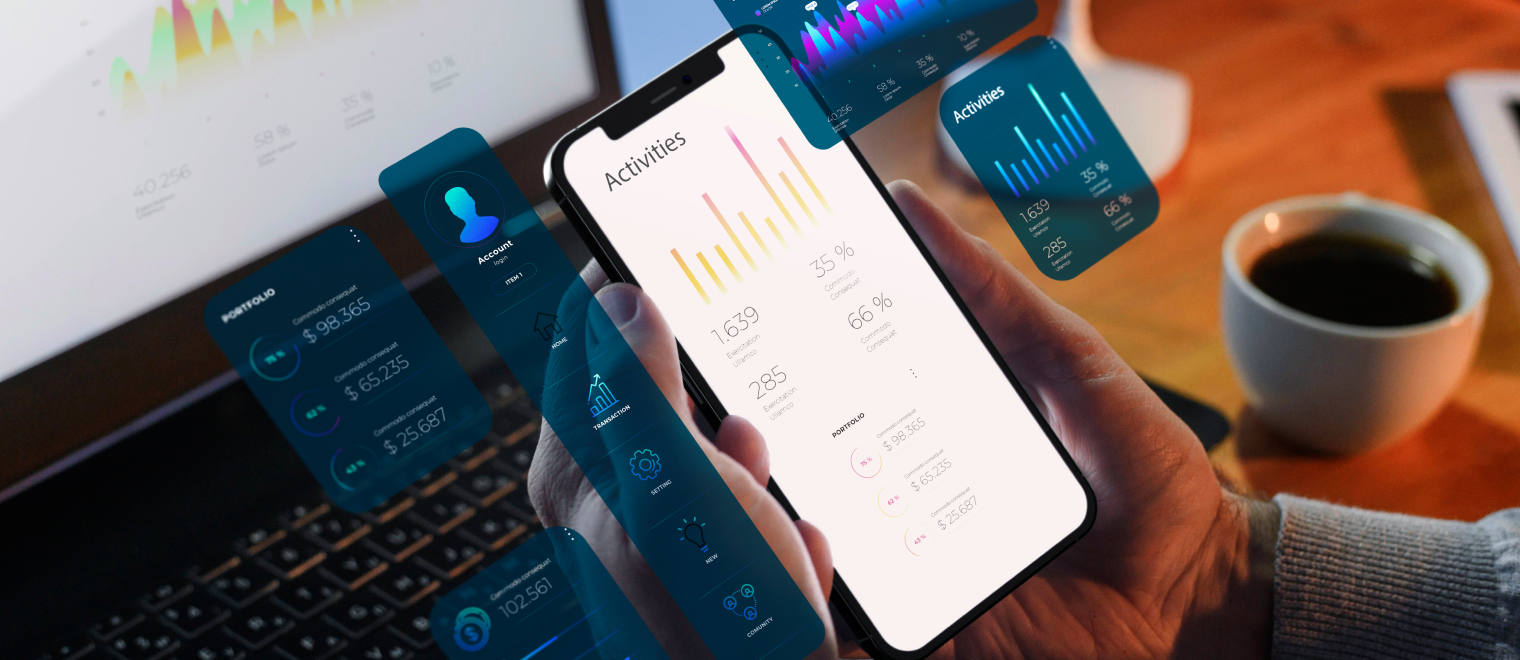 40.256
Exercitation
Ullamco
58 %
35 %
10 %
PORTFOLIO
Commodo consequat
75 %
$ 98.365
Commodo consequat
62 %
$ 65.235
Commodo consequat
43 %
$ 25.687
Account
login
ITEM 1
HOME
TRANSACTION
SETTING
NEW
COMUNITY
Commodo consequat
102.561
Activities
35 %
Commodo
Consequat
1.639
Exercitation
Ullamco
66 %
Commodo
Consequat
285
Exercitation
Ullamco
PORTFOLIO
Commodo consequat
75 %
$ 98.365
Commodo consequat
62 %
$ 65.235
Commodo consequat
43 %
$ 25.687
40.256
58 %
35 %
10 %
Activities
35 %
Commodo
Consequat
1.639
Exercitation
Ullamco
66 %
Commodo
Consequat
285
Exercitation
Ullamco